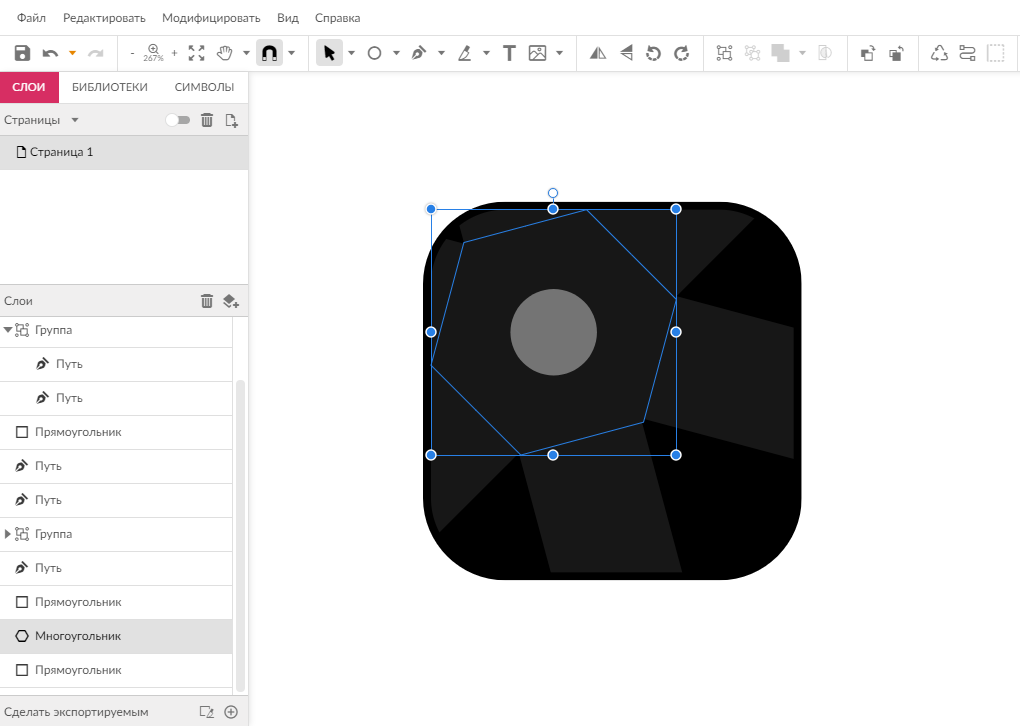 Файл Редактировать Модифицировать Вид Справка
- 267% +
СЛОИ БИБЛИОТЕКИ СИМВОЛЫ
Страницы
Страница 1
Слои
Группа
Путь
Путь
Прямоугольник
Путь
Путь
Группа
Путь
Прямоугольник
Многоугольник
Прямоугольник
Сделать экспортируемым